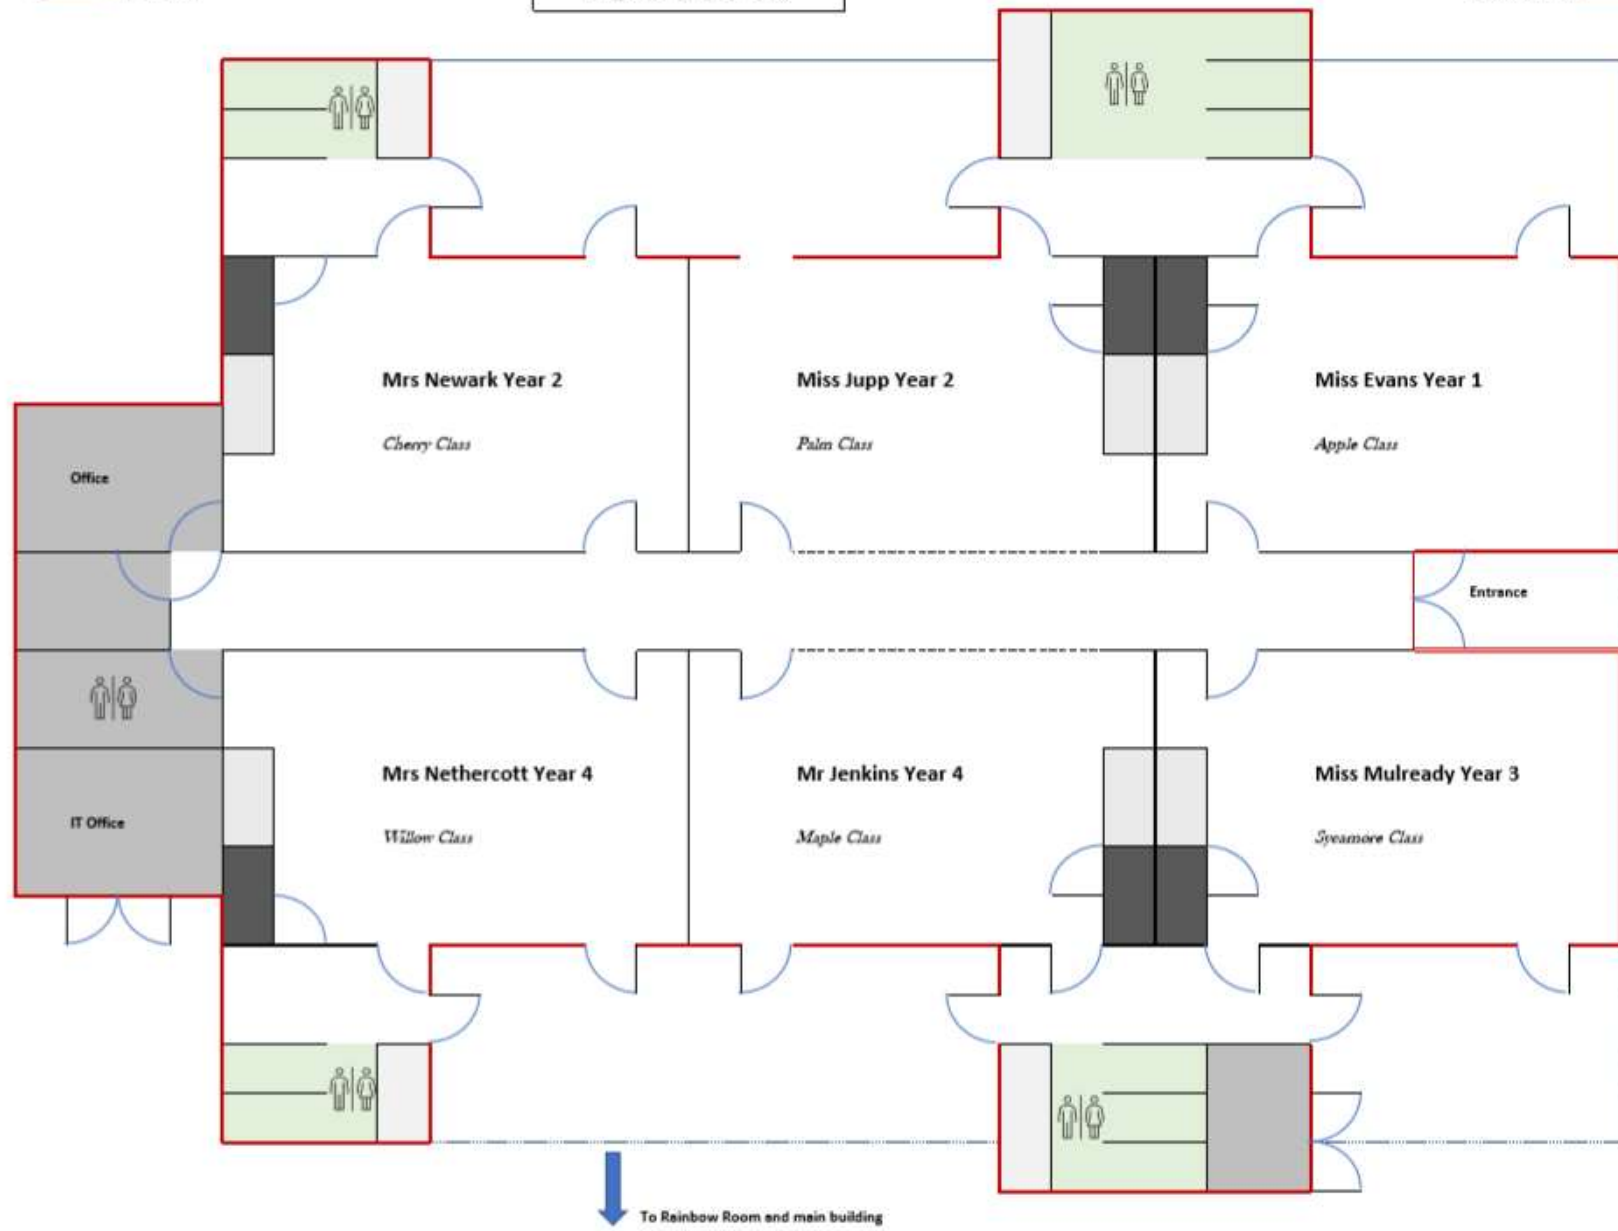 Mrs Newark Year 2
Miss Jupp Year 2
Miss Evans Year 1
Cherry Class
Palm Class
Apple Class
Office
Entrance
Mrs Nethercott Year 4
Mr Jenkins Year 4
Miss Mulready Year 3
IT Office
Willow Class
Maple Class
Sycamore Class
To Rainbow Room and main building